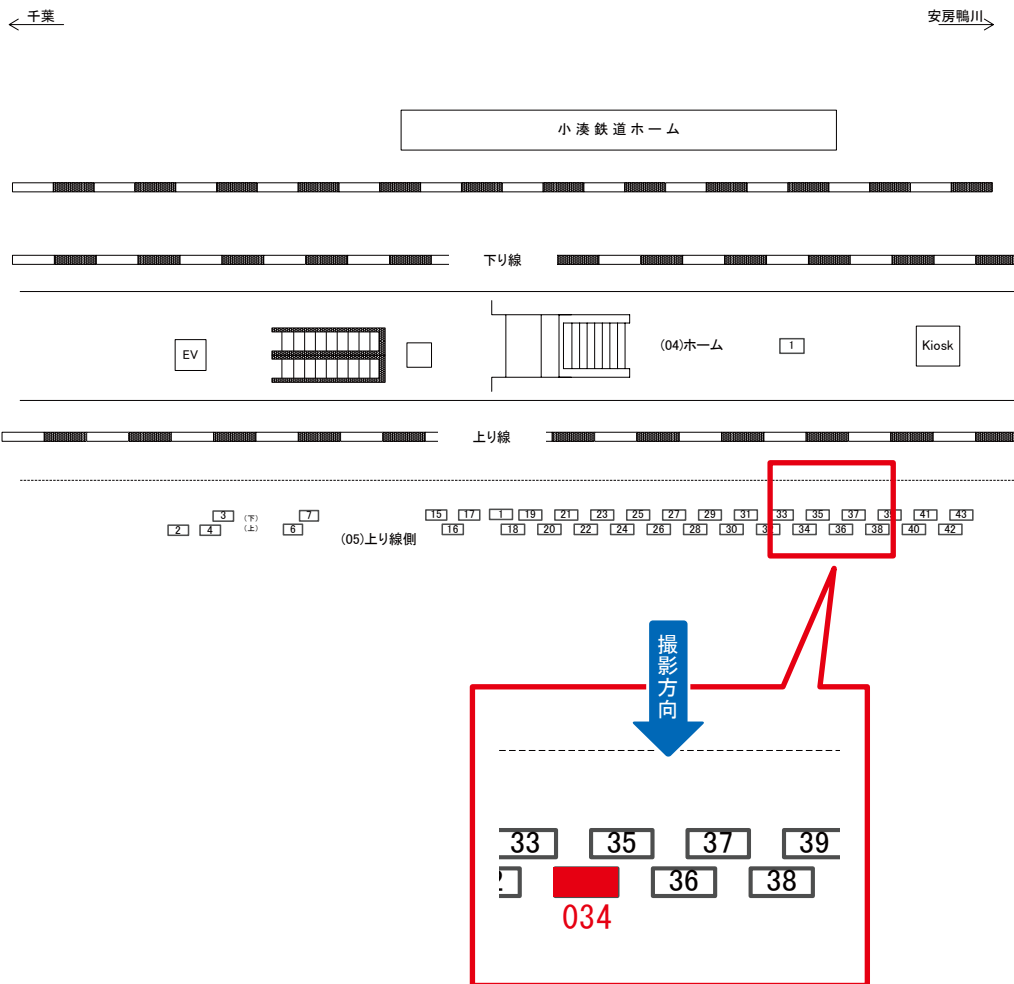 千葉
安房鴨川
小湊鉄道ホーム
下り線
EV
(04)ホーム
1
Kiosk
上り線
3 (下) 7 15 17 1 19 21 23 25 27 29 31 33 35 37 39 41 43
2 4 (上) 6 16 18 20 22 24 26 28 30 32 34 36 38 40 42
(05)上り線側
撮影方向
33 35 37 39
2 36 38
034